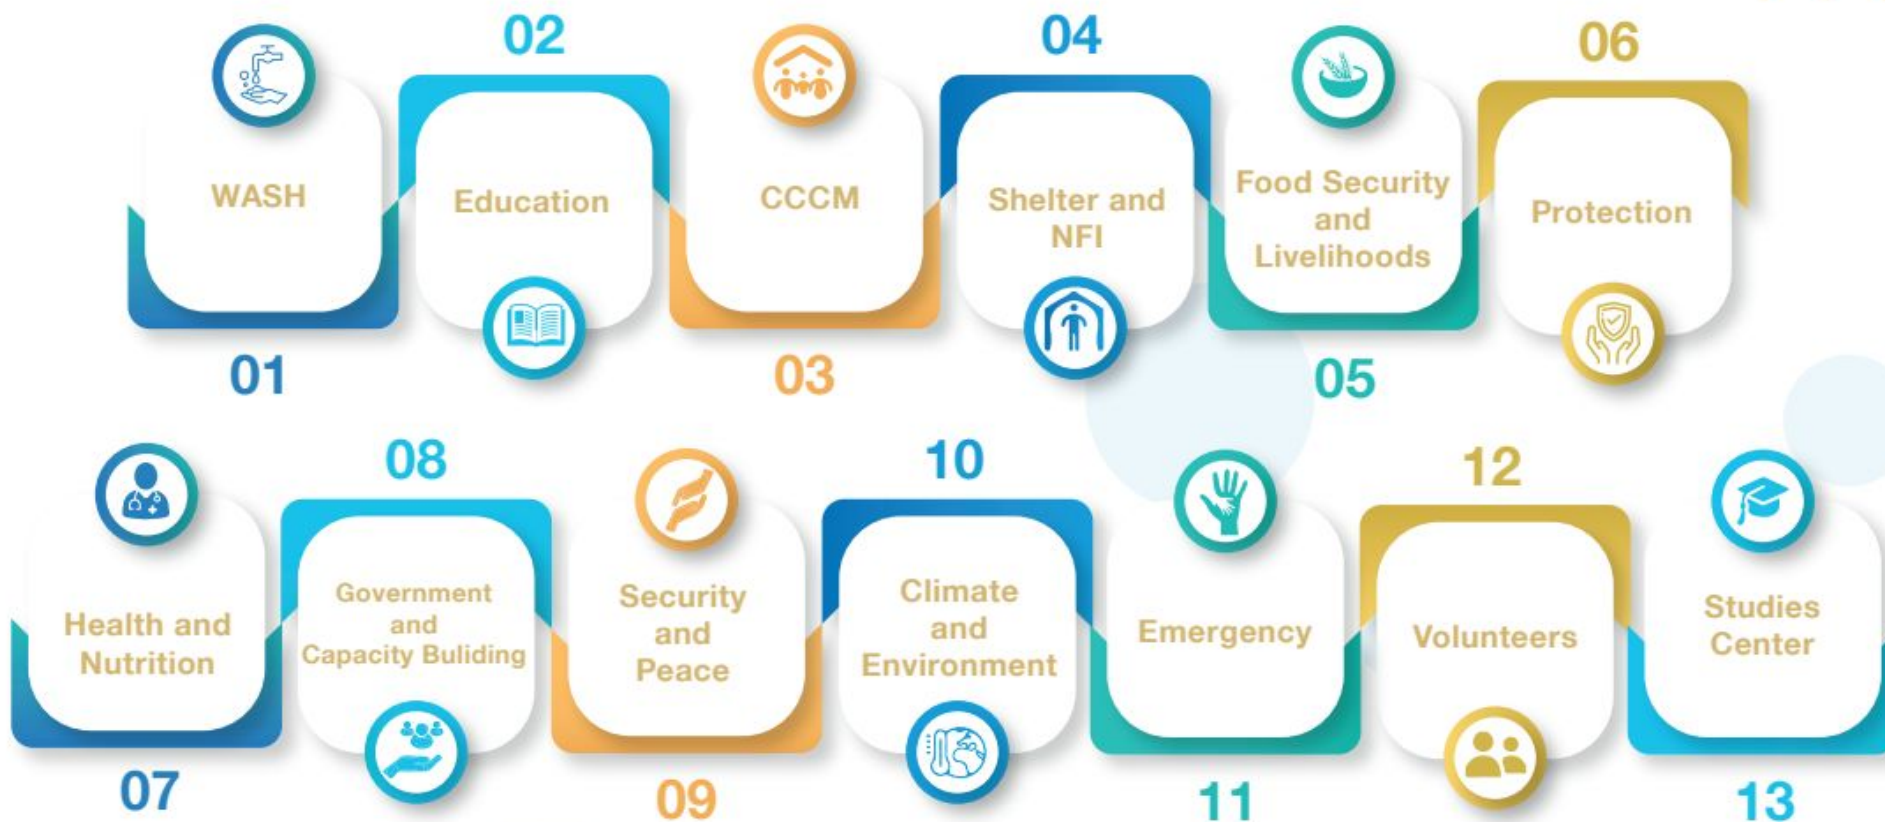 02
04
06
WASH
Education
CCCM
Shelter and
NFI
Food Security
and
Livelihoods
Protection
01
03
05
08
10
12
Health and
Nutrition
Government
and
Capacity Buliding
Security
and
Peace
Climate
and
Environment
Emergency
Volunteers
Studies
Center
07
09
11
13